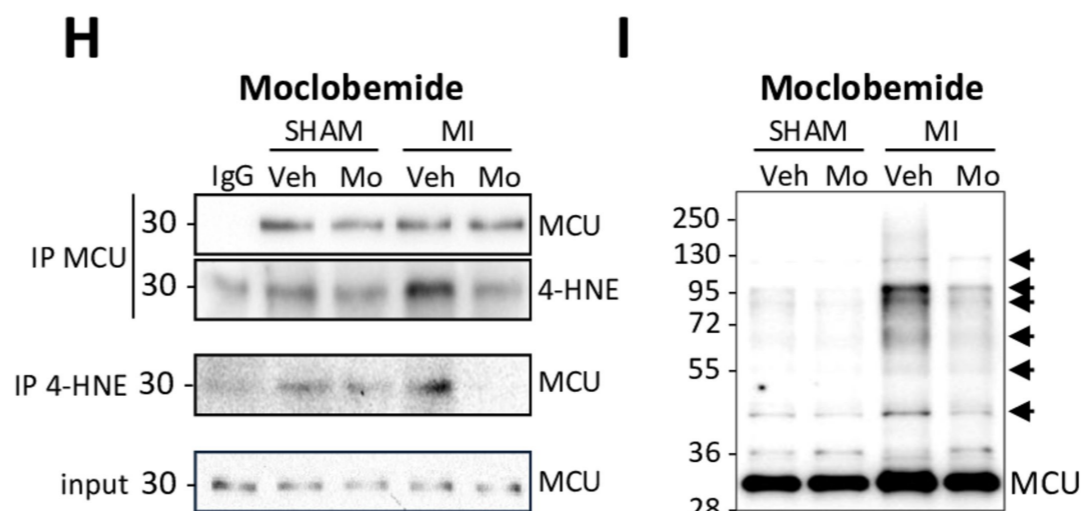 H
Moclobemide
SHAM MI
IgG Veh Mo Veh Mo
IP MCU
30 - MCU
30 - 4-HNE
IP 4-HNE 30 - MCU
input 30 - MCU
I
Moclobemide
SHAM MI
Veh Mo Veh Mo
250 -
130 -
95 -
72 -
55 -
36 -
MCU
28